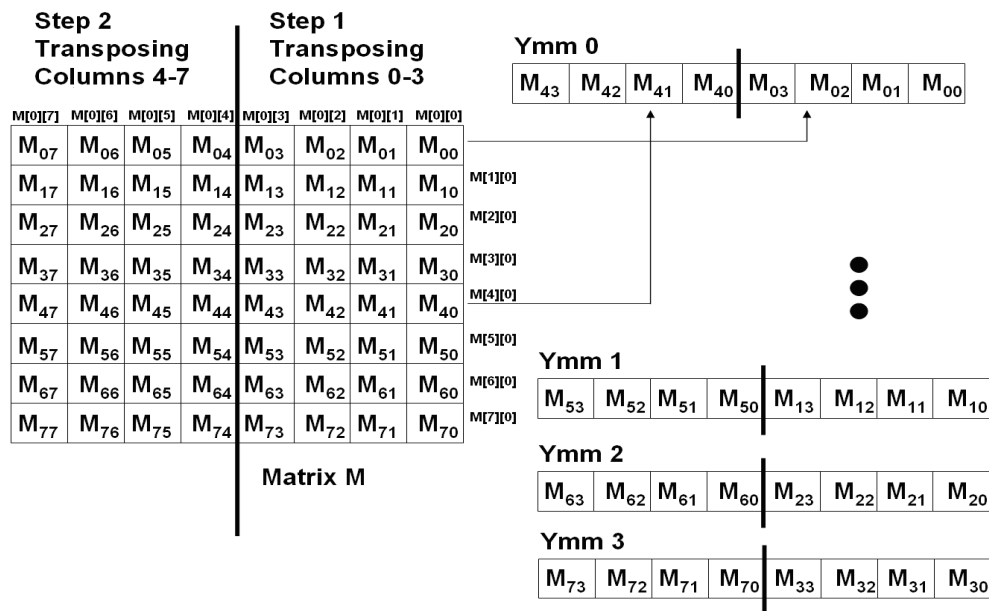 Step 2
Transposing
Columns 4-7
Step 1
Transposing
Columns 0-3
M[0][7] M[0][6] M[0][5] M[0][4] M[0][3] M[0][2] M[0][1] M[0][0]
M07 M06 M05 M04 M03 M02 M01 M00
M17 M16 M15 M14 M13 M12 M11 M10 M[1][0]
M27 M26 M25 M24 M23 M22 M21 M20 M[2][0]
M37 M36 M35 M34 M33 M32 M31 M30 M[3][0]
M47 M46 M45 M44 M43 M42 M41 M40 M[4][0]
M57 M56 M55 M54 M53 M52 M51 M50 M[5][0]
M67 M66 M65 M64 M63 M62 M61 M60 M[6][0]
M77 M76 M75 M74 M73 M72 M71 M70 M[7][0]
Matrix M
Ymm 0
M43 M42 M41 M40 M03 M02 M01 M00
Ymm 1
M53 M52 M51 M50 M13 M12 M11 M10
Ymm 2
M63 M62 M61 M60 M23 M22 M21 M20
Ymm 3
M73 M72 M71 M70 M33 M32 M31 M30